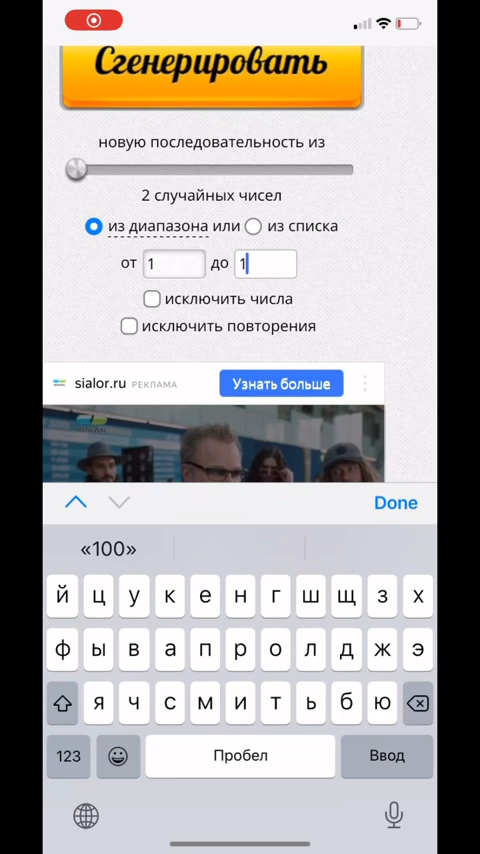 Сгенерировать
новую последовательность из
2 случайных чисел
из диапазона или из списка
от 1 до 1
исключить числа
исключить повторения
sialor.ru РЕКЛАМА Узнать больше
Done
«100»
й ц у к е н г ш щ з х
ф ы в а п р о л д ж э
я ч с м и т ь б ю
123 Пробел Ввод